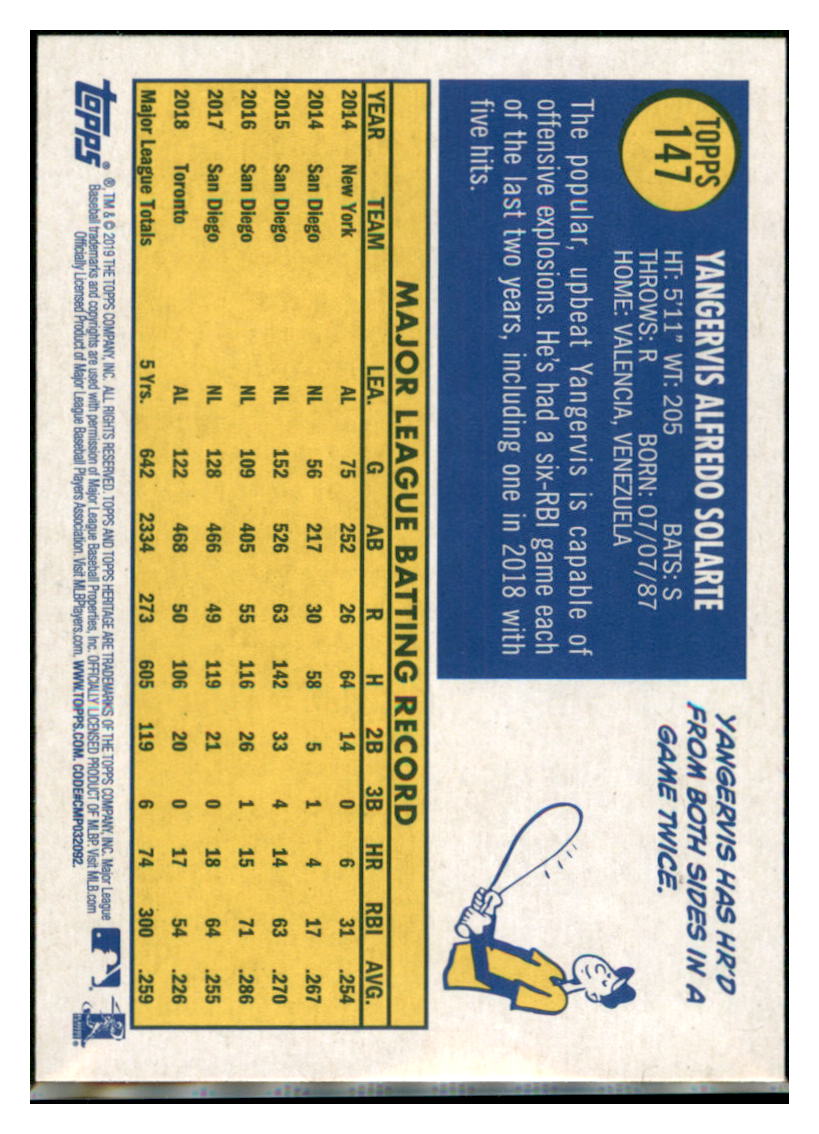 TOPPS
147
YANGERVIS ALFREDO SOLARTE
HT: 5'11" WT: 205 BATS: S
THROWS: R BORN: 07/07/87
HOME: VALENCIA, VENEZUELA
The popular, upbeat Yangervis is capable of
offensive explosions. He's had a six-RBI game each
of the last two years, including one in 2018 with
five hits.
YANGERVIS HAS HR'D
FROM BOTH SIDES IN A
GAME TWICE.
MAJOR LEAGUE BATTING RECORD
YEAR TEAM LEA. G AB R H 2B 3B HR RBI AVG.
2014 New York AL 75 252 26 64 14 0 6 31 .254
2014 San Diego NL 56 217 30 58 5 1 4 17 .267
2015 San Diego NL 152 526 63 142 33 4 14 63 .270
2016 San Diego NL 109 405 55 116 26 1 15 71 .286
2017 San Diego NL 128 466 49 119 21 0 18 64 .255
2018 Toronto AL 122 468 50 106 20 0 17 54 .226
Major League Totals 5 Yrs. 642 2334 273 605 119 6 74 300 .259
topps®
®, TM & © 2019 THE TOPPS COMPANY, INC. ALL RIGHTS RESERVED. TOPPS AND TOPPS HERITAGE ARE TRADEMARKS OF THE TOPPS COMPANY, INC. Major League
Baseball trademarks and copyrights are used with permission of Major League Baseball Properties, Inc. OFFICIALLY LICENSED PRODUCT OF MLBP. Visit MLB.com
Officially Licensed Product of Major League Baseball Players Association. Visit MLBPlayers.com. WWW.TOPPS.COM. CODE#CMP032092.